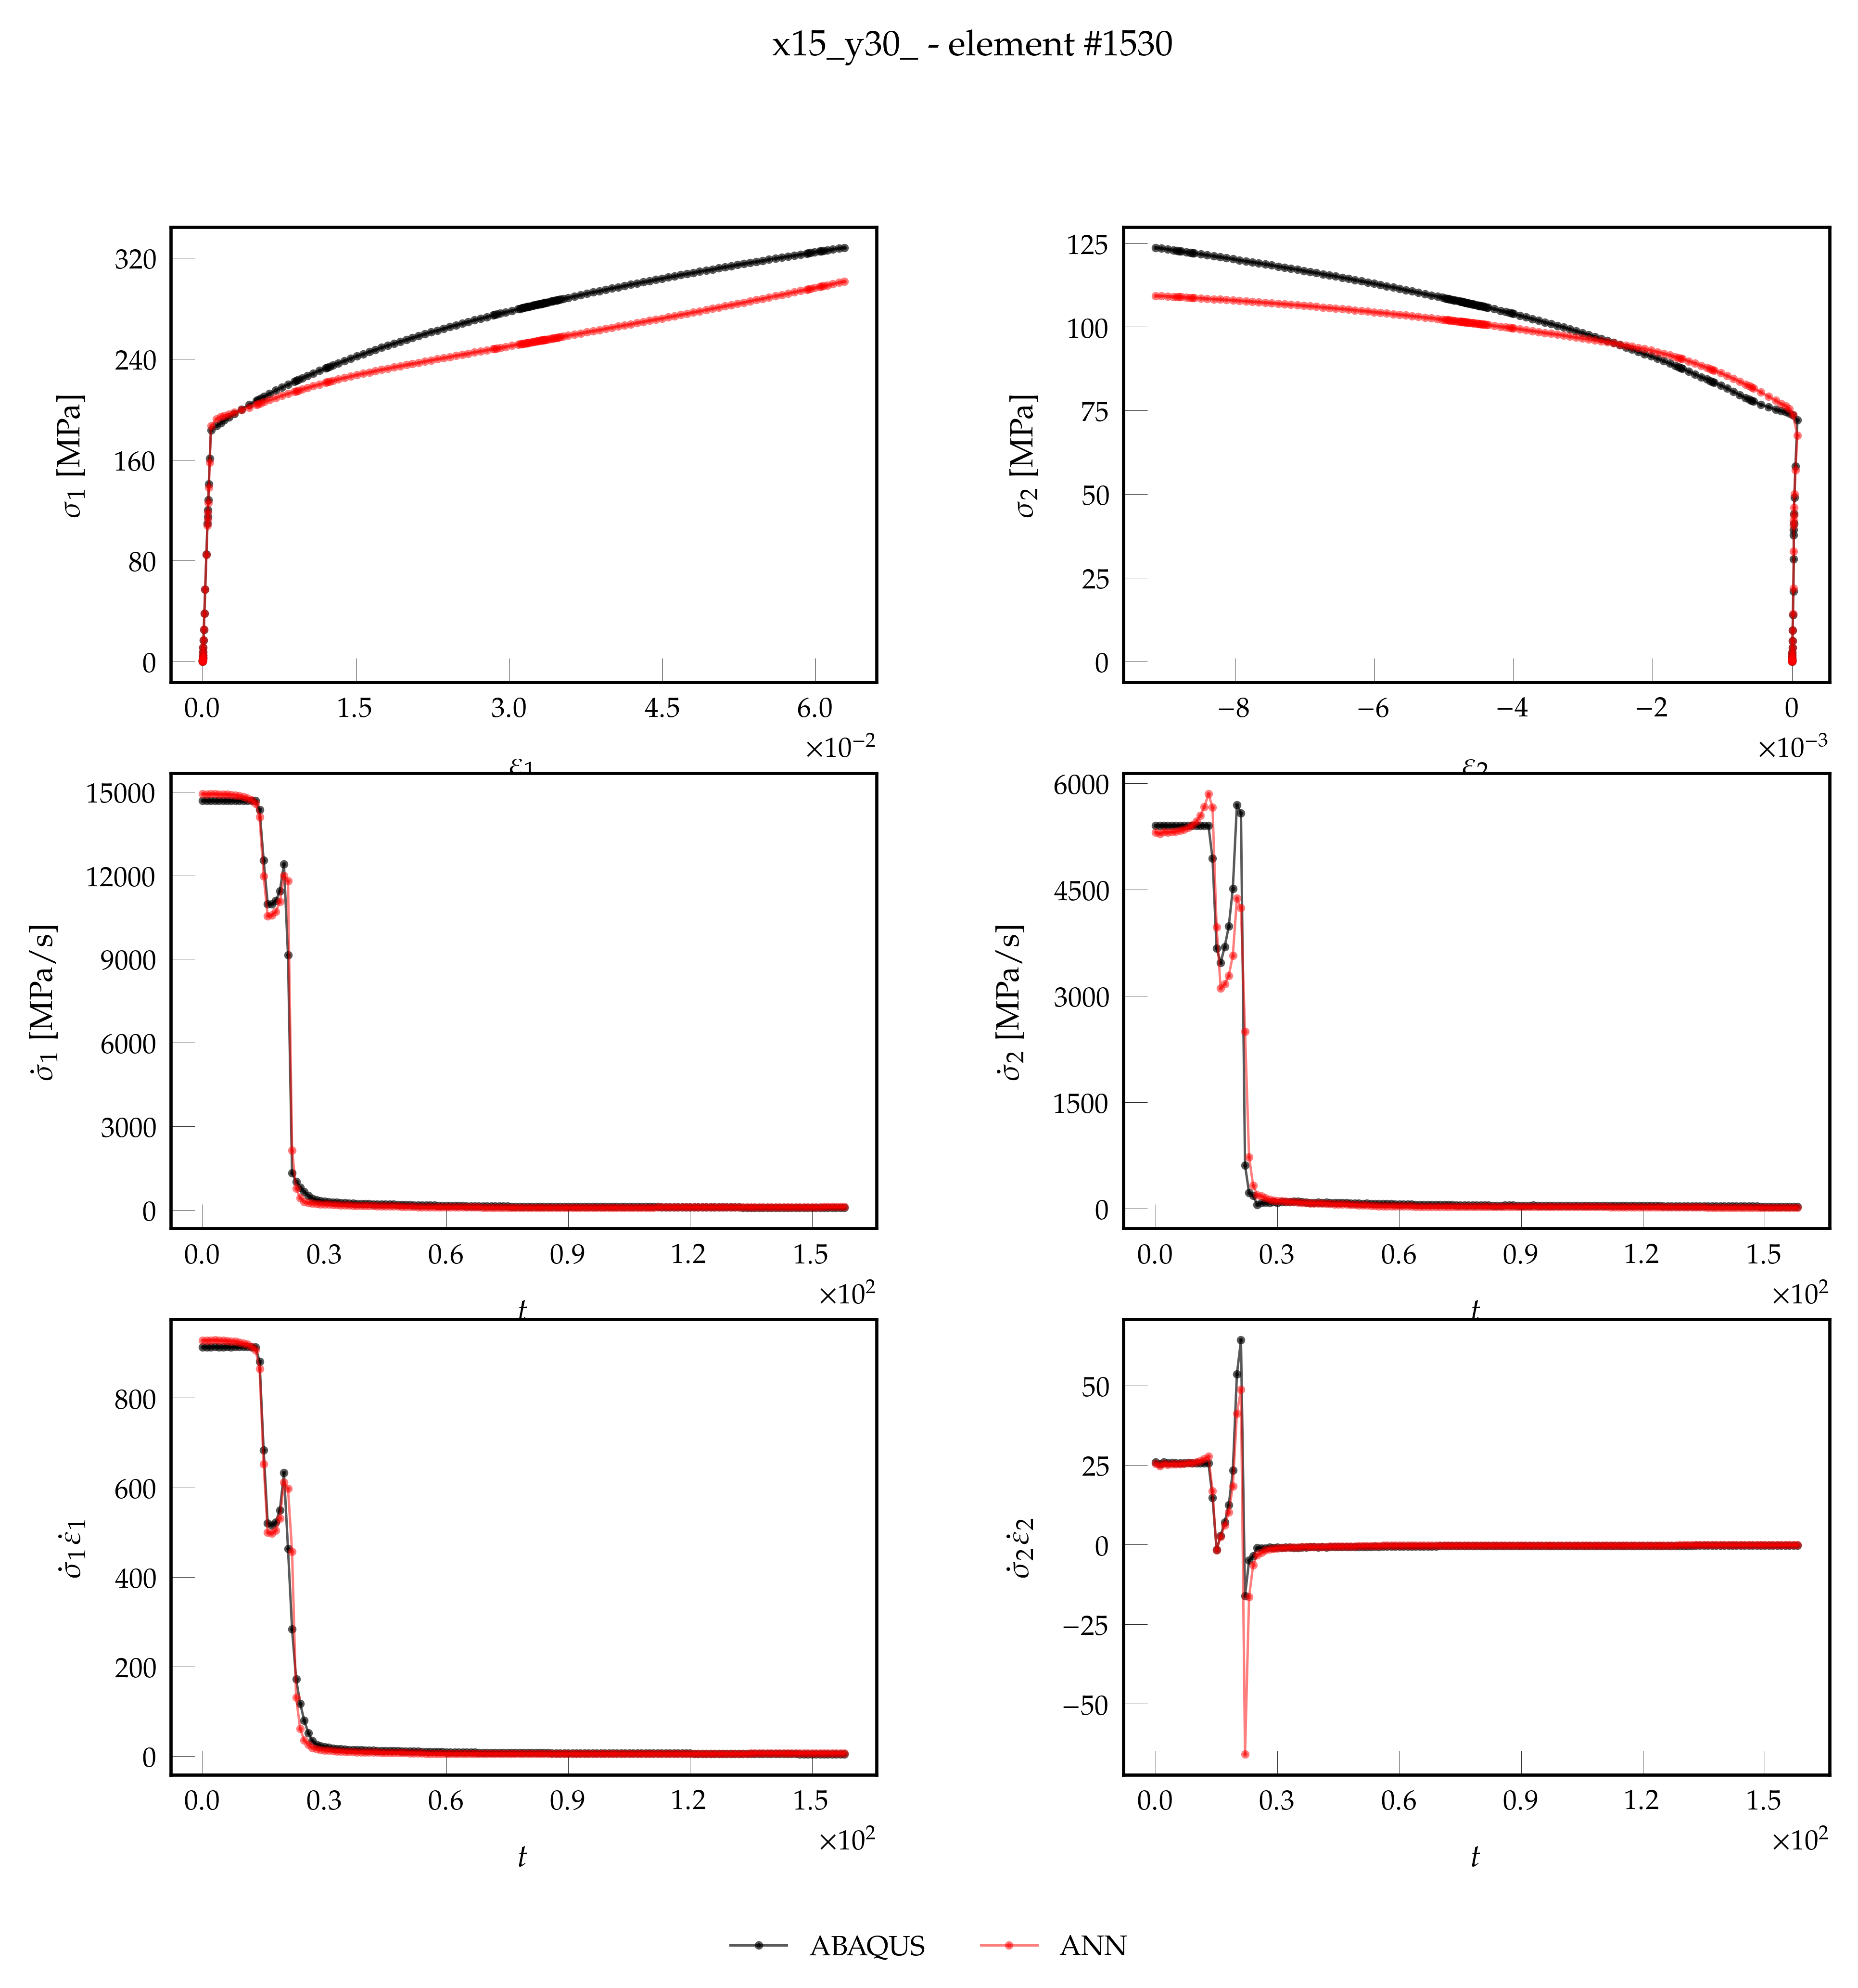 x15_y30_ - element #1530
320
240
160
80
0
σ₁ [MPa]
0.0 1.5 3.0 4.5 6.0
×10⁻²
ε₁
125
100
75
50
25
0
σ₂ [MPa]
−8 −6 −4 −2 0
×10⁻³
ε₂
15000
12000
9000
6000
3000
0
σ̇₁ [MPa/s]
0.0 0.3 0.6 0.9 1.2 1.5
×10²
t
6000
4500
3000
1500
0
σ̇₂ [MPa/s]
0.0 0.3 0.6 0.9 1.2 1.5
×10²
t
800
600
400
200
0
σ̇₁ε̇₁
0.0 0.3 0.6 0.9 1.2 1.5
×10²
t
50
25
0
−25
−50
σ̇₂ε̇₂
0.0 0.3 0.6 0.9 1.2 1.5
×10²
t
ABAQUS ANN